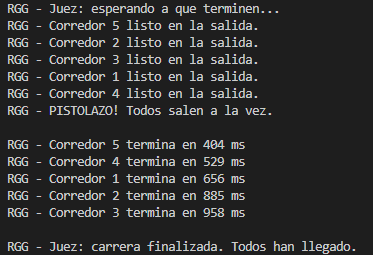 RGG - Juez: esperando a que terminen...
RGG - Corredor 5 listo en la salida.
RGG - Corredor 2 listo en la salida.
RGG - Corredor 3 listo en la salida.
RGG - Corredor 1 listo en la salida.
RGG - Corredor 4 listo en la salida.
RGG - PISTOLAZO! Todos salen a la vez.
RGG - Corredor 5 termina en 404 ms
RGG - Corredor 4 termina en 529 ms
RGG - Corredor 1 termina en 656 ms
RGG - Corredor 2 termina en 885 ms
RGG - Corredor 3 termina en 958 ms
RGG - Juez: carrera finalizada. Todos han llegado.